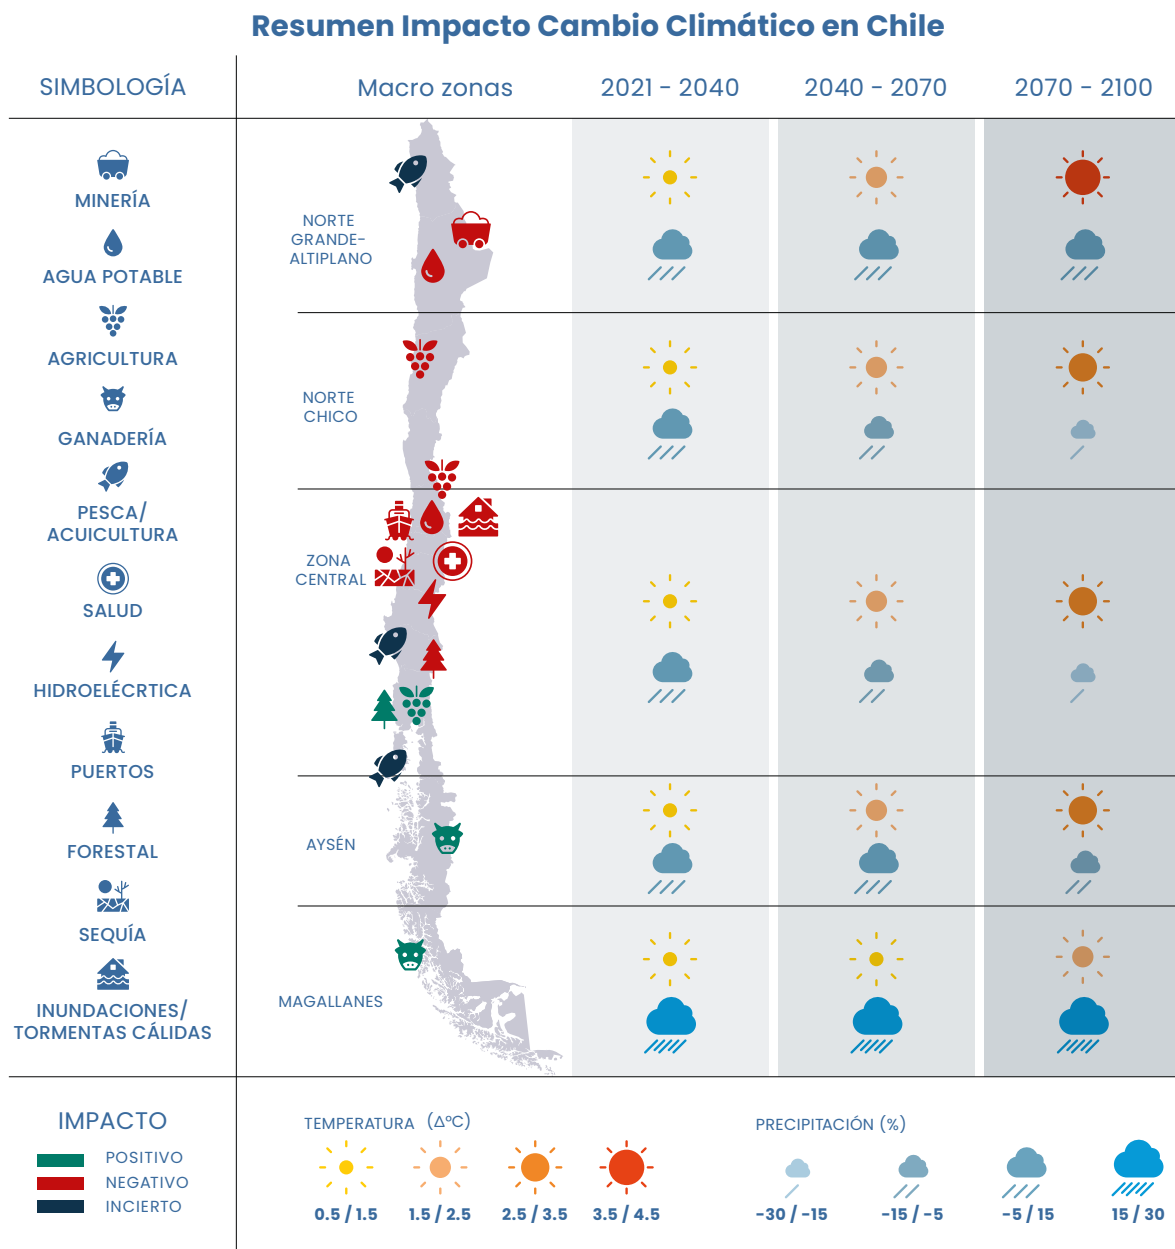 Resumen Impacto Cambio Climático en Chile
SIMBOLOGÍA
Macro zonas
2021 - 2040
2040 - 2070
2070 - 2100
MINERÍA
AGUA POTABLE
AGRICULTURA
GANADERÍA
PESCA/
ACUICULTURA
SALUD
HIDROELÉCRTICA
PUERTOS
FORESTAL
SEQUÍA
INUNDACIONES/
TORMENTAS CÁLIDAS
NORTE
GRANDE-
ALTIPLANO
NORTE
CHICO
ZONA
CENTRAL
AYSÉN
MAGALLANES
IMPACTO
POSITIVO
NEGATIVO
INCIERTO
TEMPERATURA (Δ°C)
0.5 / 1.5
1.5 / 2.5
2.5 / 3.5
3.5 / 4.5
PRECIPITACIÓN (%)
-30 / -15
-15 / -5
-5 / 15
15 / 30